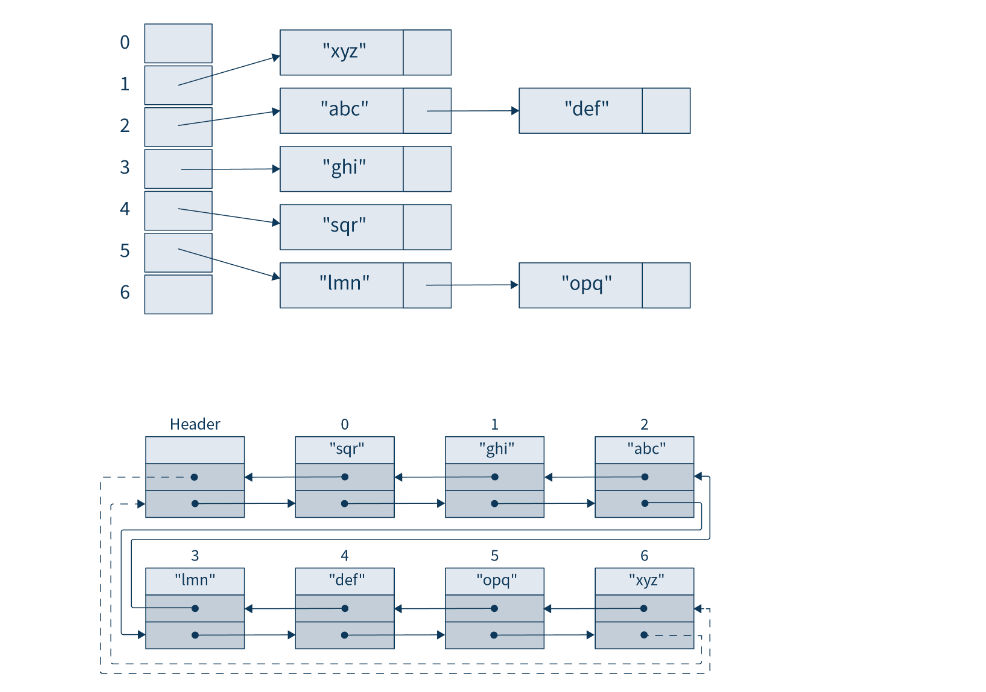 0
1
2
3
4
5
6
"xyz"
"abc" "def"
"ghi"
"sqr"
"lmn" "opq"
Header 0 1 2
"sqr" "ghi" "abc"
3 4 5 6
"lmn" "def" "opq" "xyz"